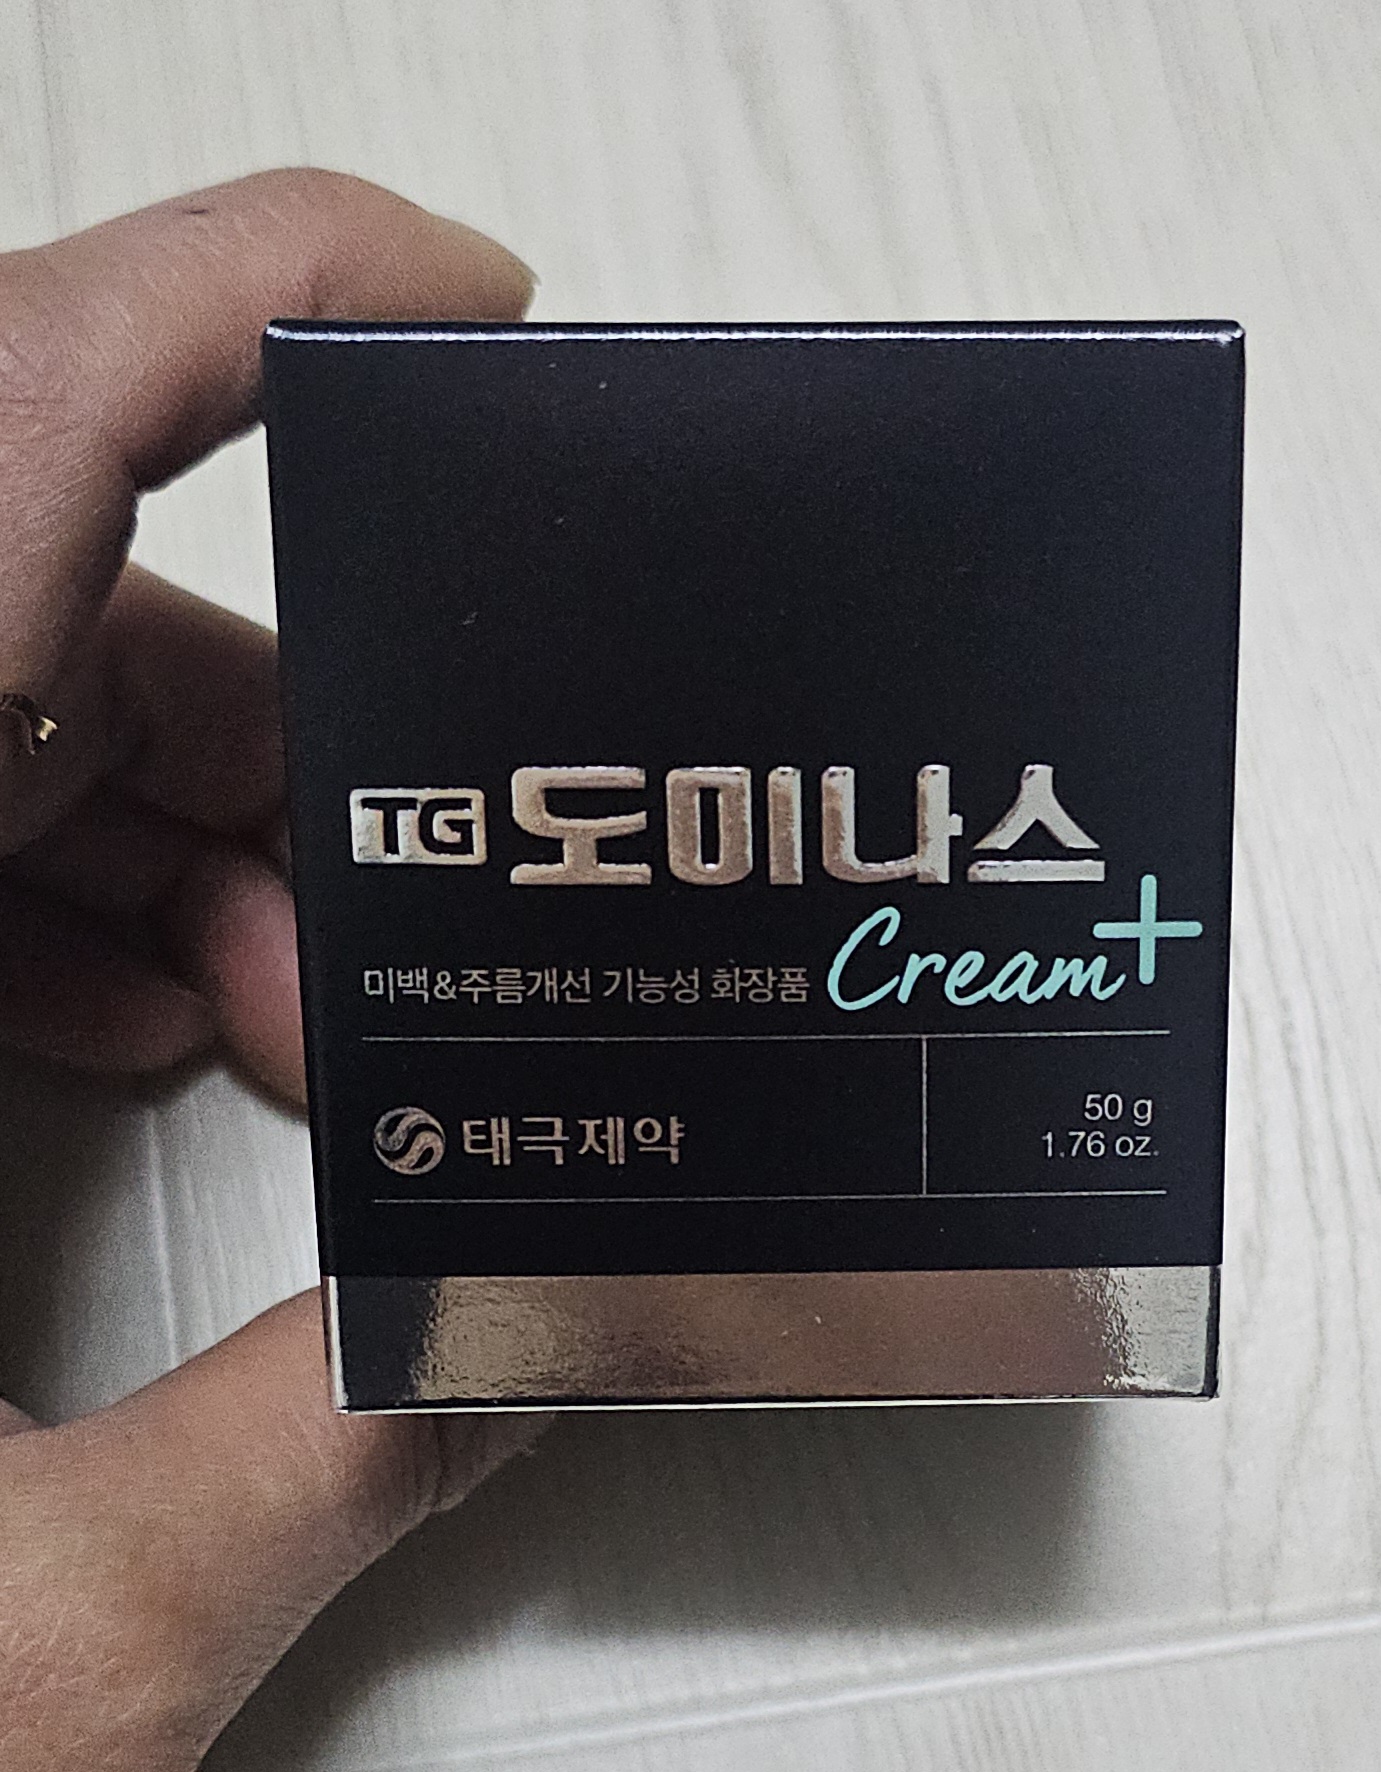 TG 도미나스
Cream+
미백&주름개선 기능성 화장품
태극제약
50 g
1.76 oz.